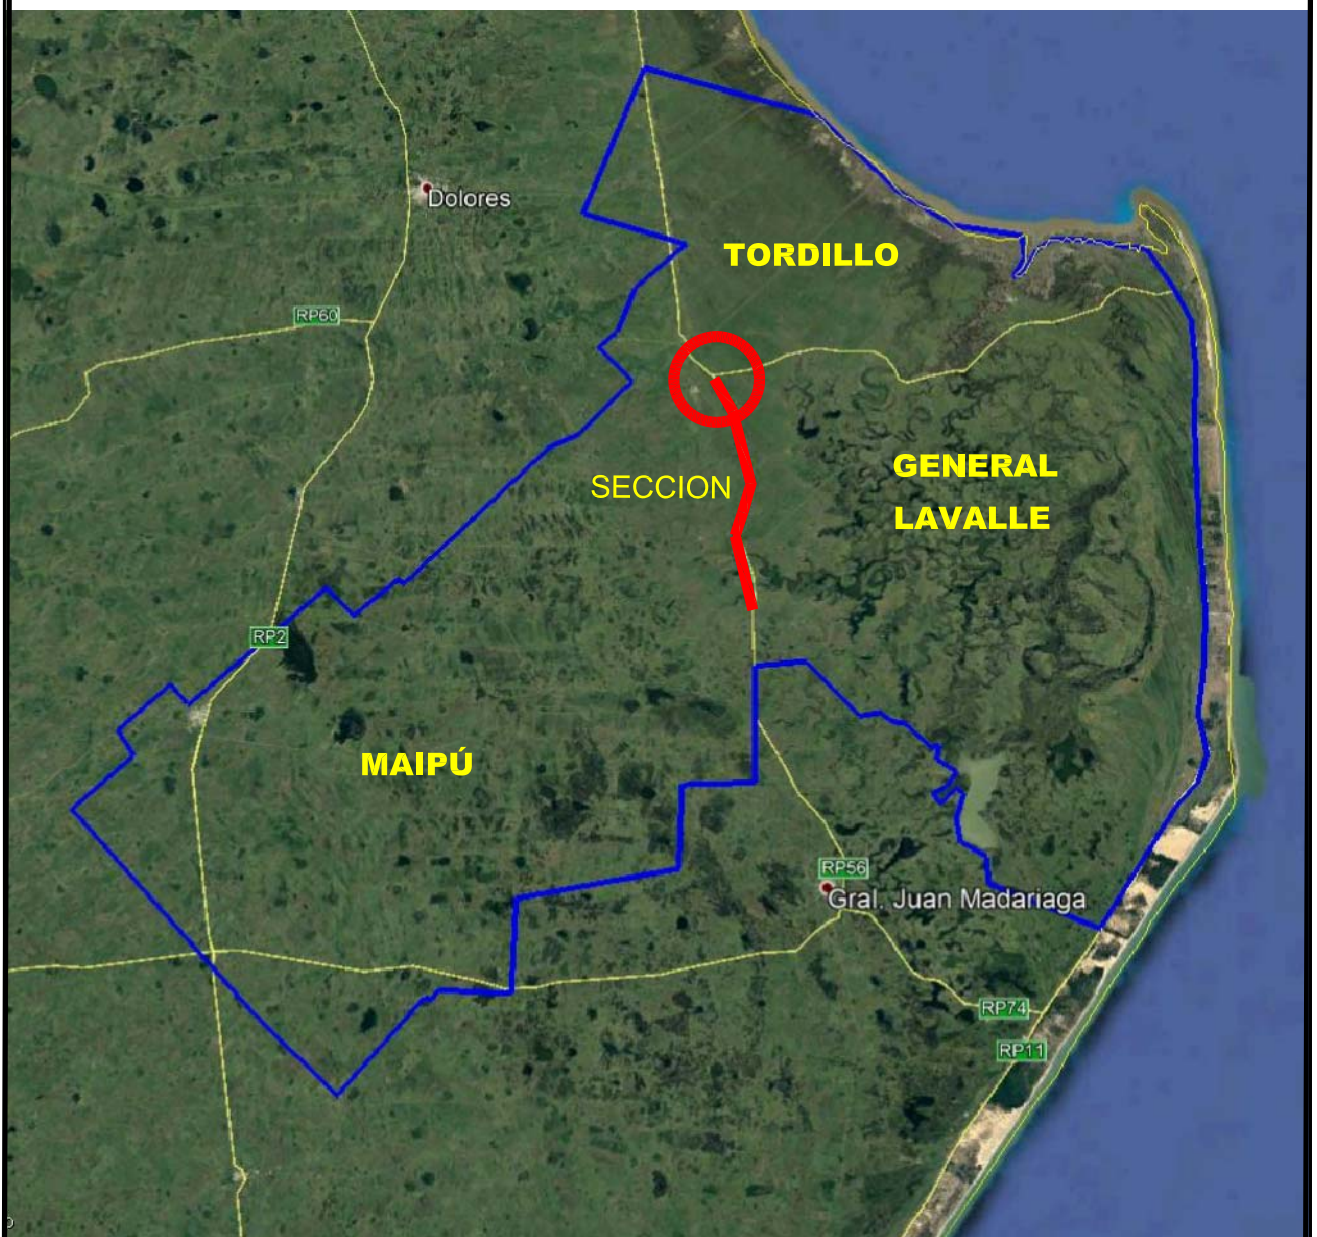 Dolores
TORDILLO
RP60
GENERAL
SECCION
LAVALLE
RP2
MAIPÚ
RP56
Gral. Juan Madariaga
RP74
RP11